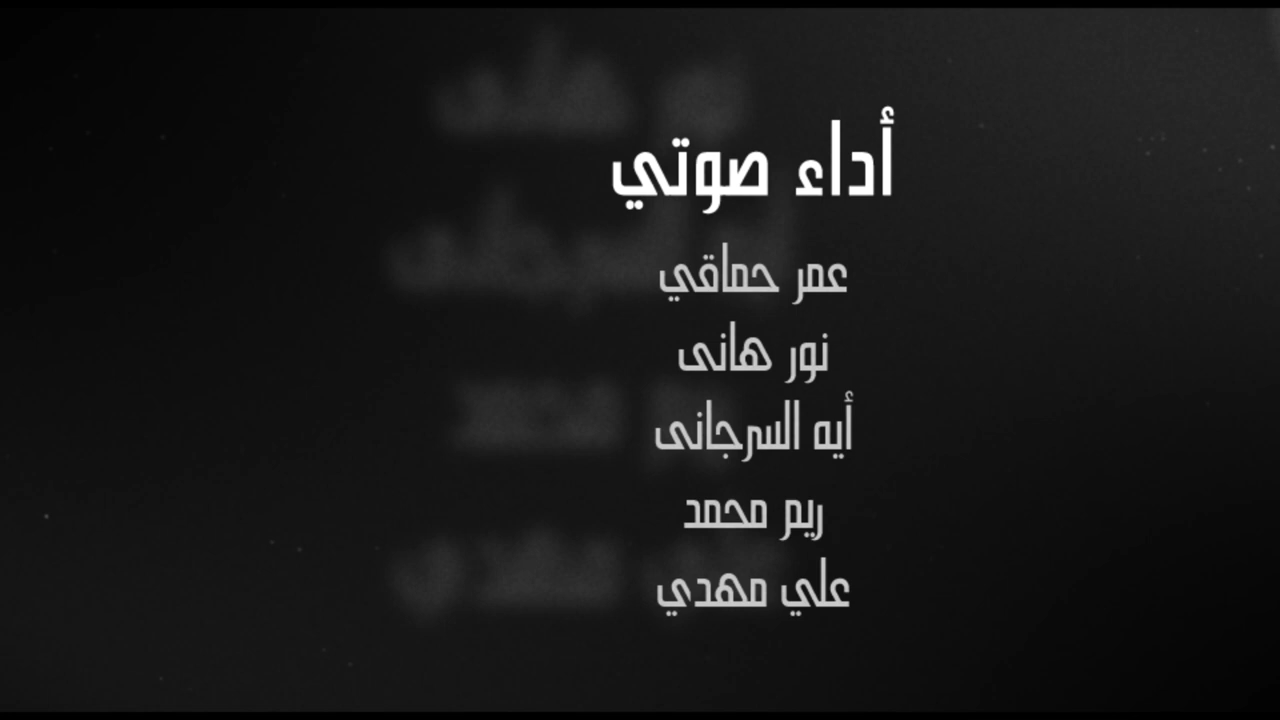 أداء صوتي
عمر حماقي
نور هانى
أيه السرجانى
ريم محمد
علي مهدي